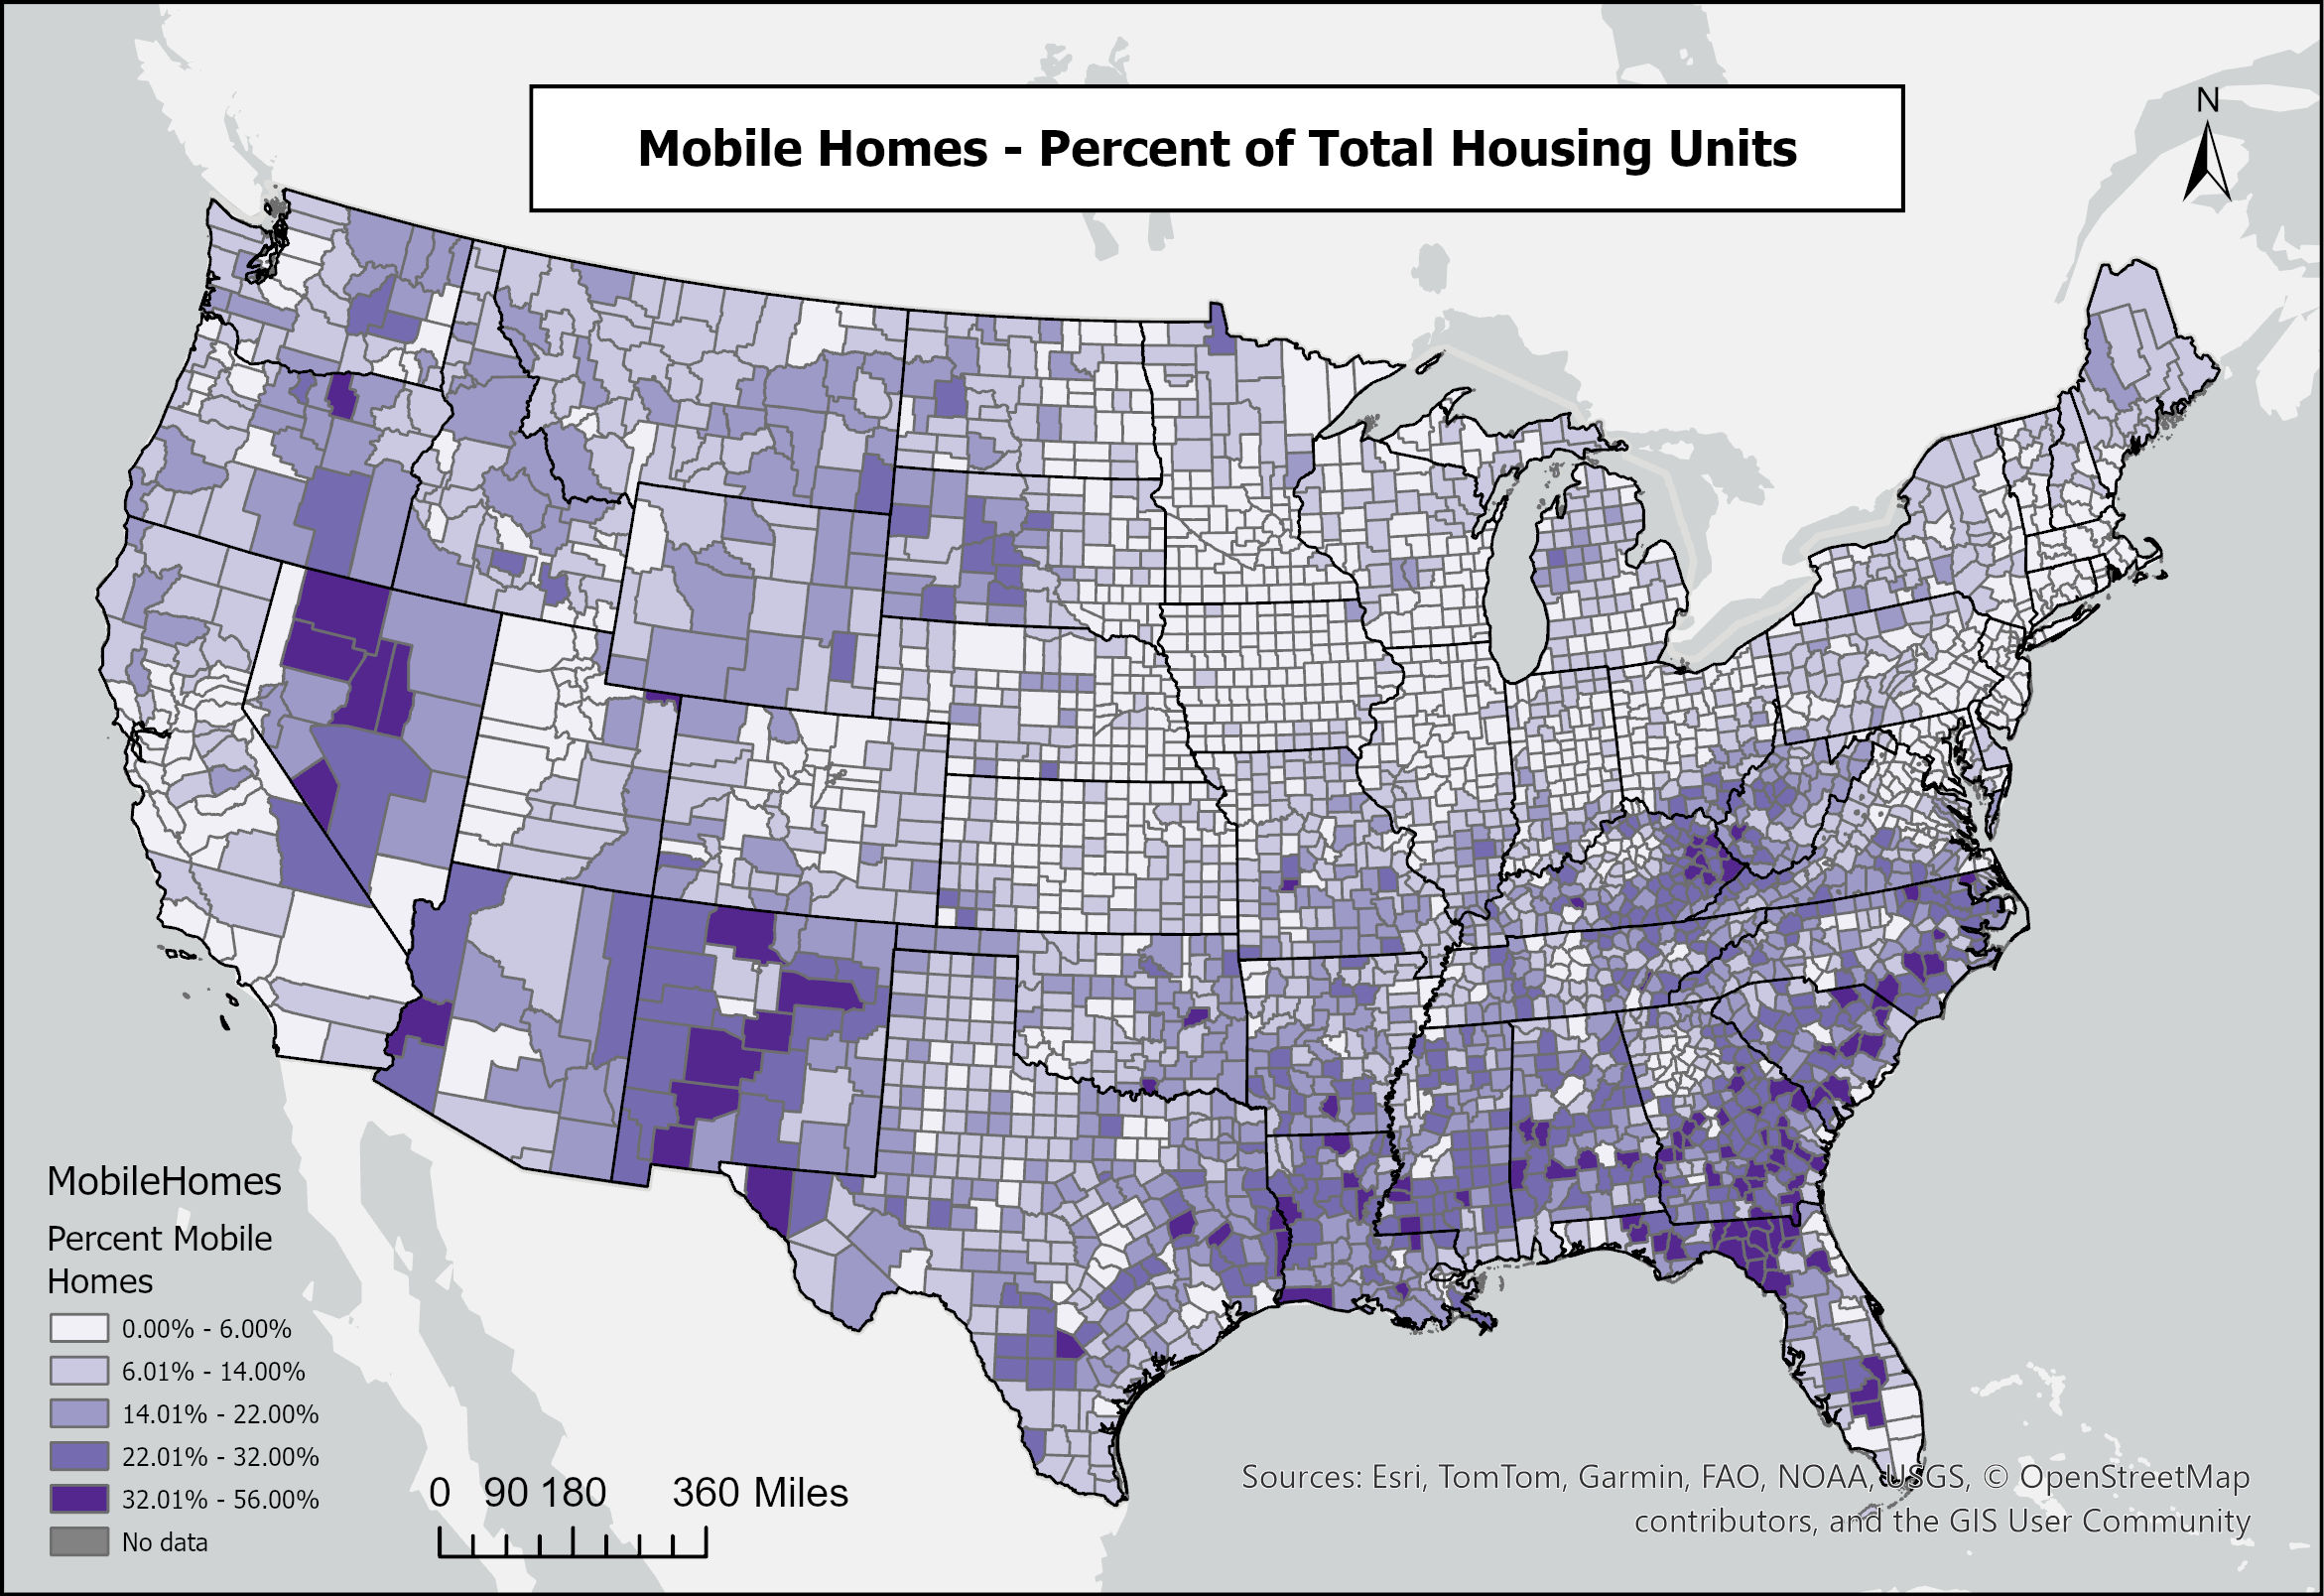 Mobile Homes - Percent of Total Housing Units
N
MobileHomes
Percent Mobile
Homes
0.00% - 6.00%
6.01% - 14.00%
14.01% - 22.00%
22.01% - 32.00%
32.01% - 56.00%
No data
0 90 180 360 Miles
Sources: Esri, TomTom, Garmin, FAO, NOAA, USGS, © OpenStreetMap
contributors, and the GIS User Community